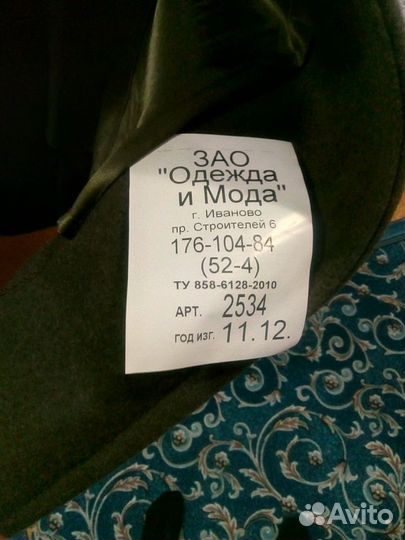 ЗАО
"Одежда
и Мода"
г. Иваново
пр. Строителей 6
176-104-84
(52-4)
ТУ 858-6128-2010
АРТ. 2534
ГОД ИЗГ. 11.12.
Avito